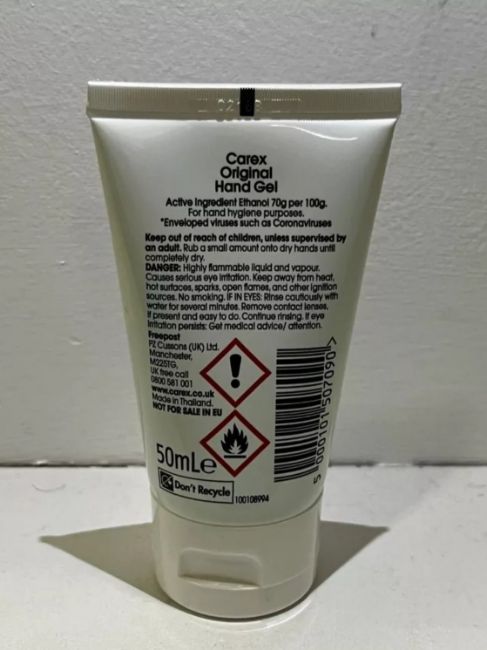 Carex
Original
Hand Gel
Active Ingredient Ethanol 70g per 100g.
For hand hygiene purposes.
*Enveloped viruses such as Coronaviruses
Keep out of reach of children, unless supervised by
an adult. Rub a small amount onto dry hands until
completely dry.
DANGER: Highly flammable liquid and vapour.
Causes serious eye irritation. Keep away from heat,
hot surfaces, sparks, open flames, and other ignition
sources. No smoking. IF IN EYES: Rinse cautiously with
water for several minutes. Remove contact lenses,
if present and easy to do. Continue rinsing. If eye
irritation persists: Get medical advice/ attention.
Freepost
PZ Cussons (UK) Ltd.
Manchester,
M225TG,
UK free call
0800 581 001
www.carex.co.uk
Made in Thailand.
NOT FOR SALE IN EU
50mLe
Don't Recycle
100108994
5 000101 507090>